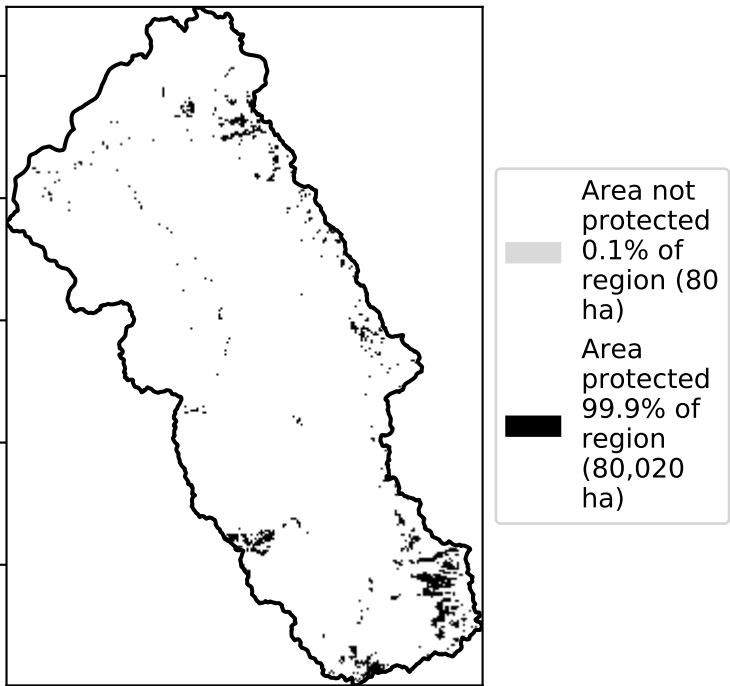 Area not
protected
0.1% of
region (80
ha)
Area
protected
99.9% of
region
(80,020
ha)